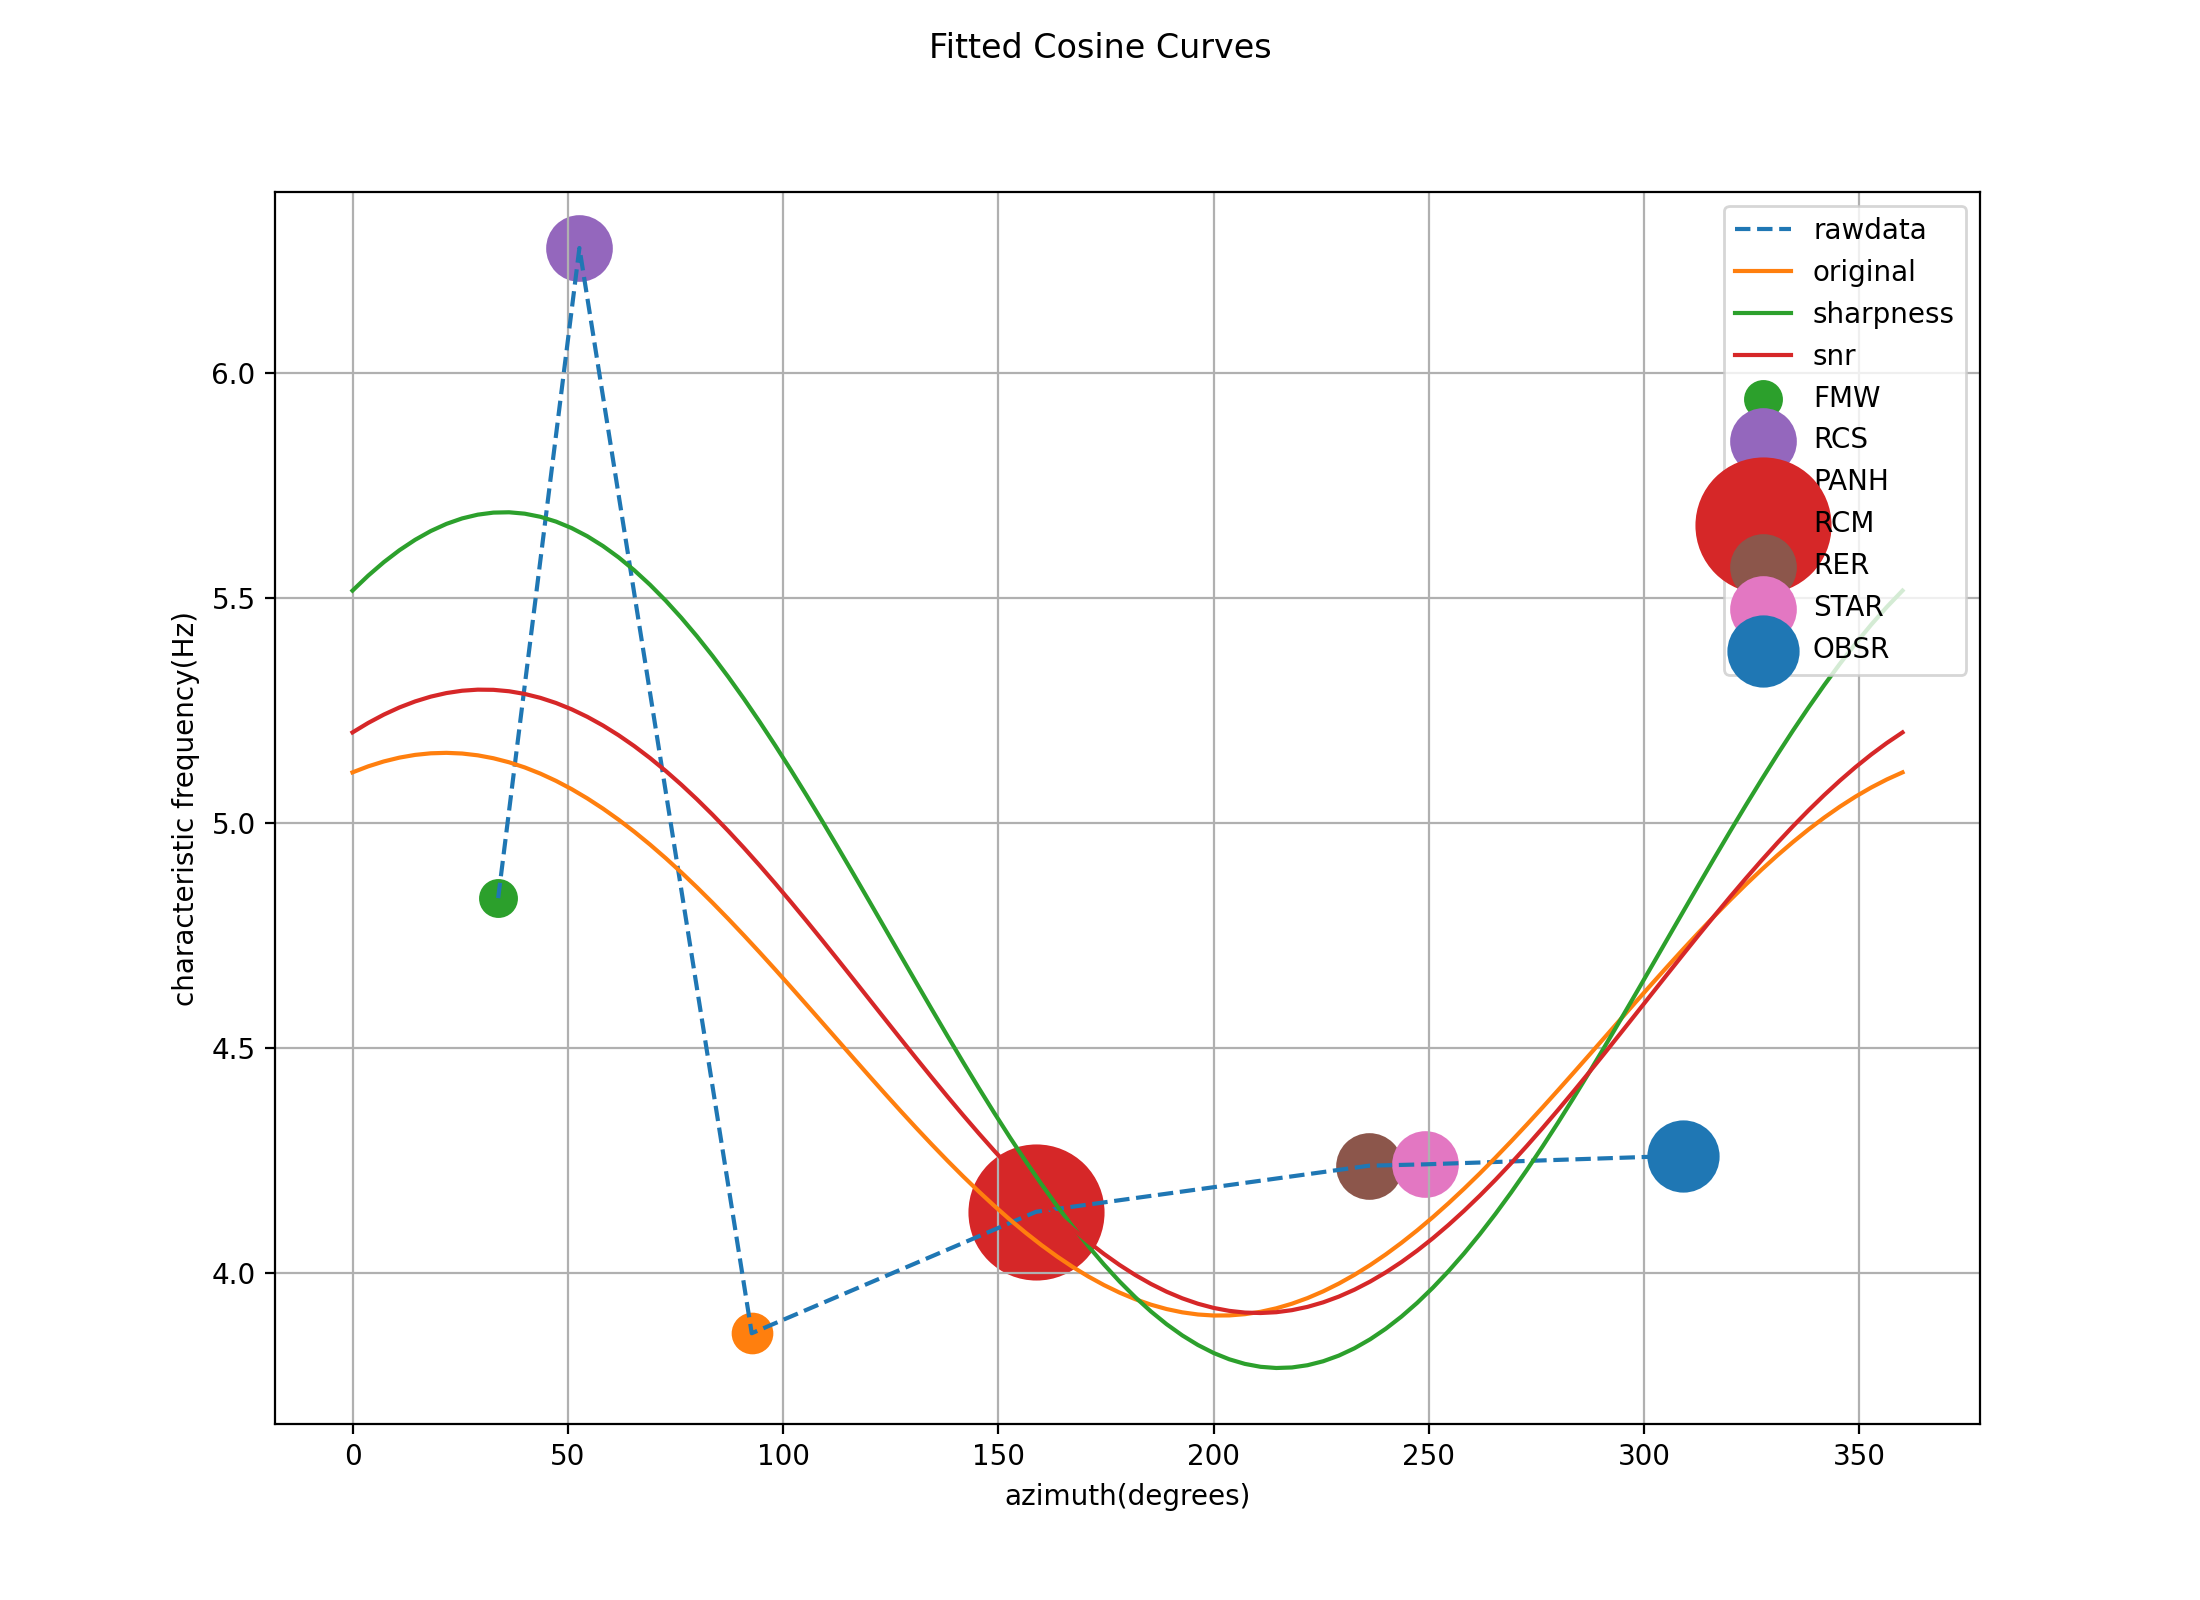 Fitted Cosine Curves
characteristic frequency(Hz)
6.0
5.5
5.0
4.5
4.0
rawdata
original
sharpness
snr
FMW
RCS
PANH
RCM
RER
STAR
OBSR
0 50 100 150 200 250 300 350
azimuth(degrees)